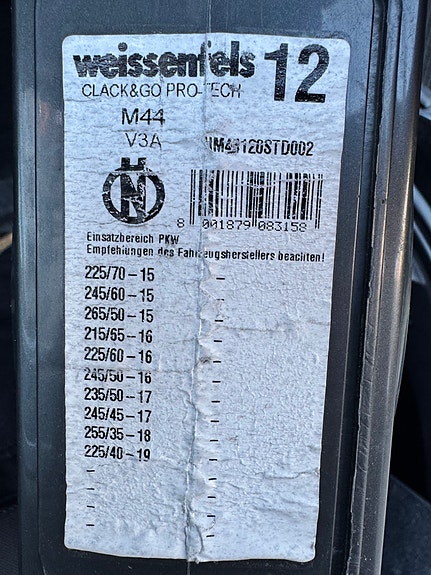 weissenfels 12
CLACK&GO PRO-TECH
M44
V3A
N
8 001879 083158
Einsatzbereich PKW
Empfehlungen des Fahrzeugsherstellers beachten!
225/70-15 -
245/60-15 -
265/50-15 -
215/65-16 -
225/60-16 -
245/50-16 -
235/50-17 -
245/45-17 -
255/35-18 -
225/40-19 -
- -
- -
- -
- -